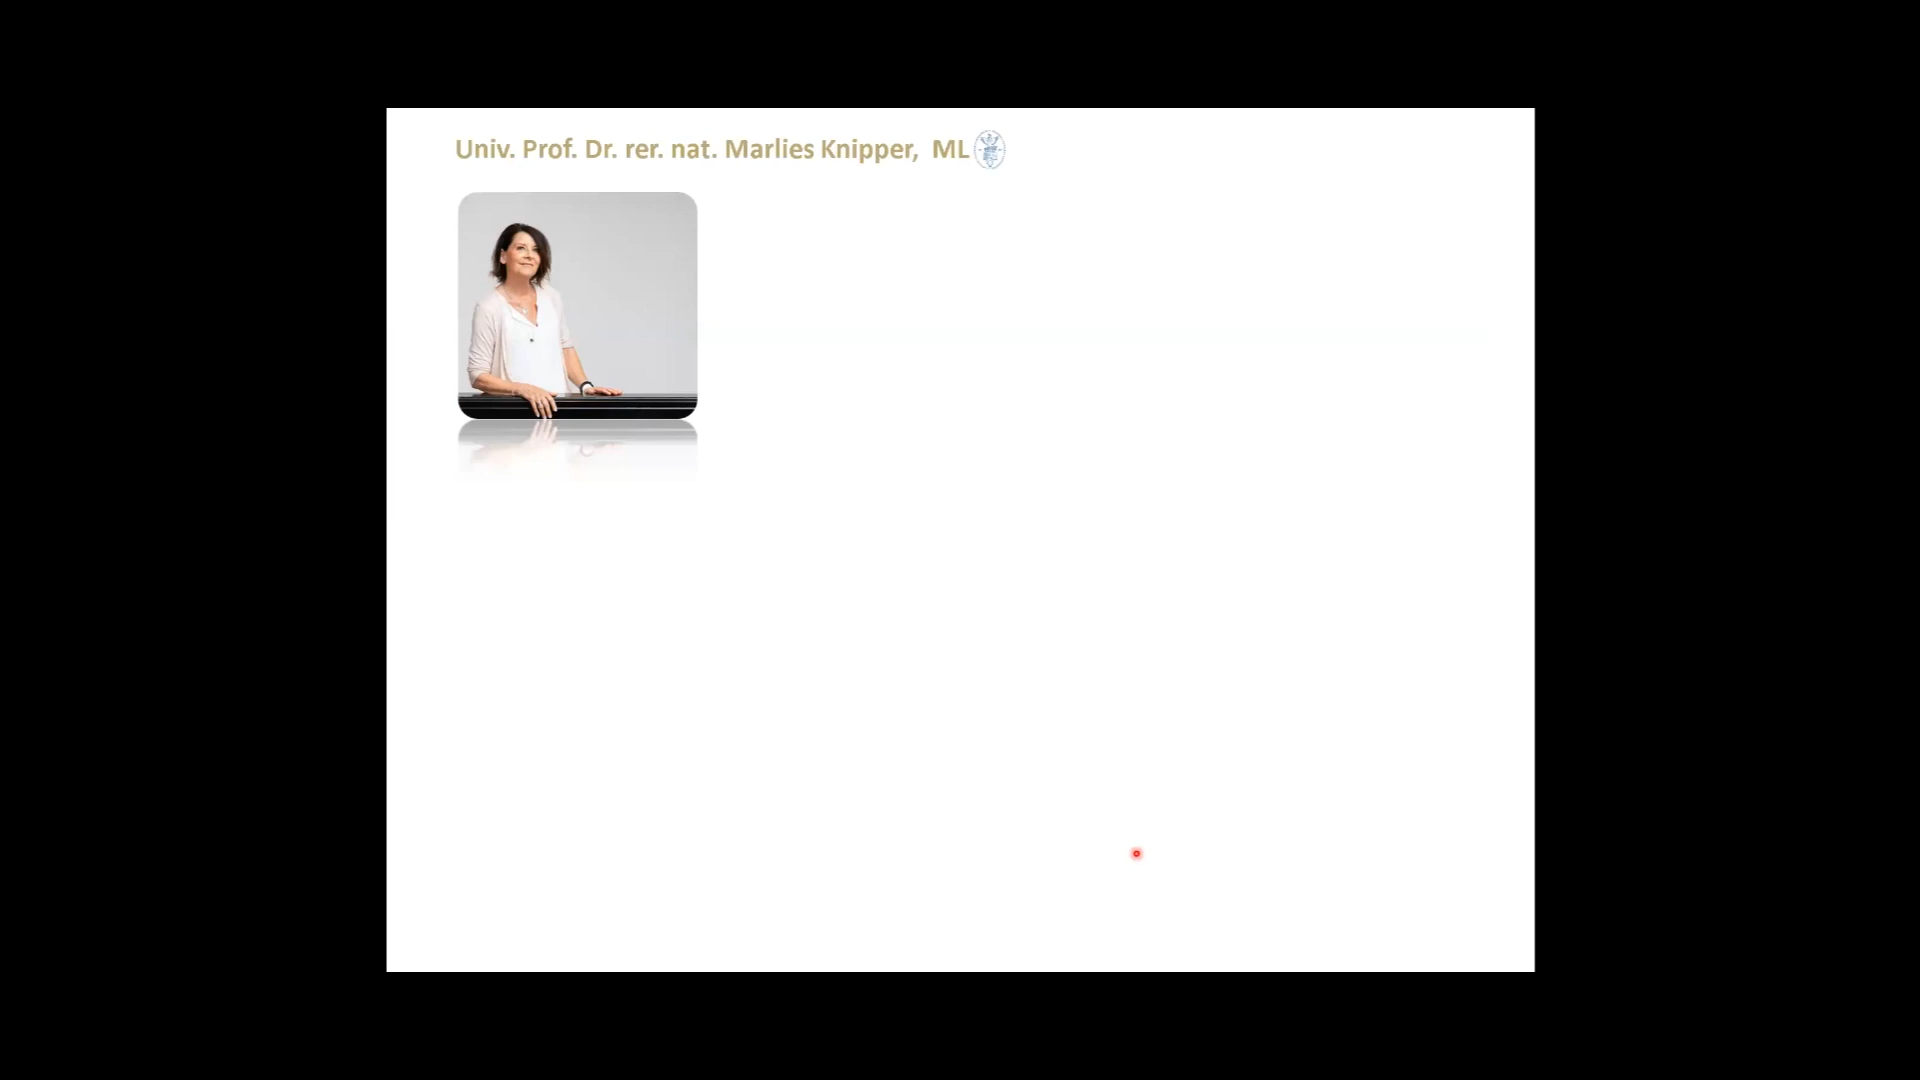 Univ. Prof. Dr. rer. nat. Marlies Knipper, ML